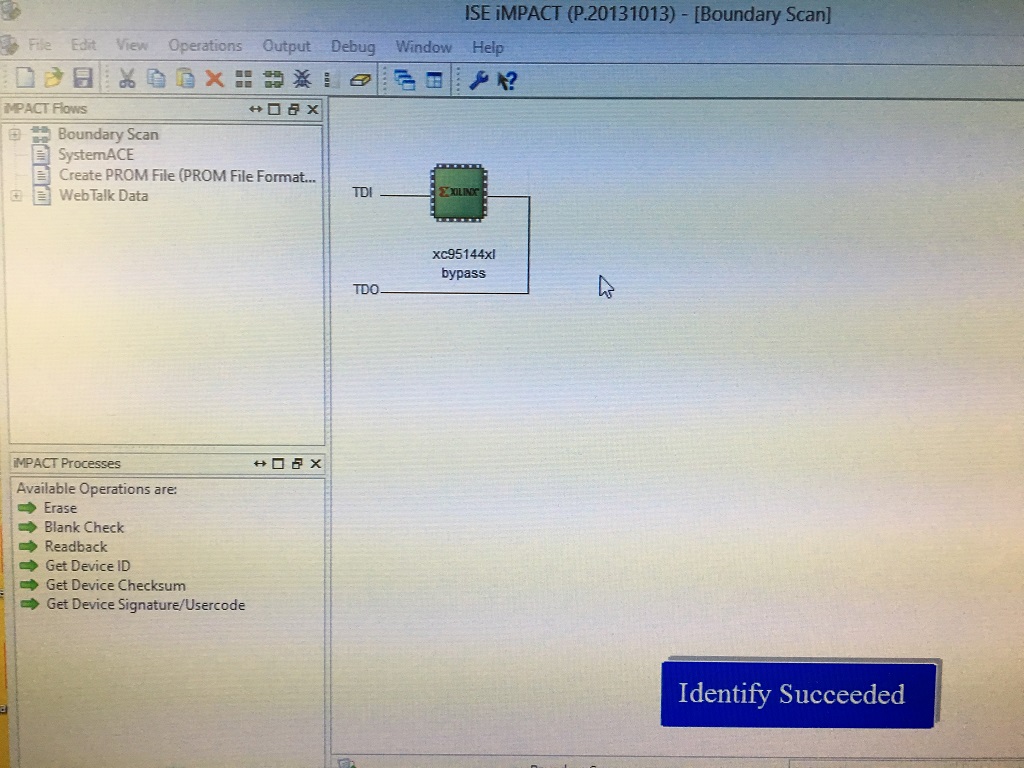 ISE iMPACT (P.20131013) - [Boundary Scan]
File Edit View Operations Output Debug Window Help
iMPACT Flows
Boundary Scan
SystemACE
Create PROM File (PROM File Format...
WebTalk Data
TDI
XILINX
xc95144xl
bypass
TDO
iMPACT Processes
Available Operations are:
Erase
Blank Check
Readback
Get Device ID
Get Device Checksum
Get Device Signature/Usercode
Identify Succeeded